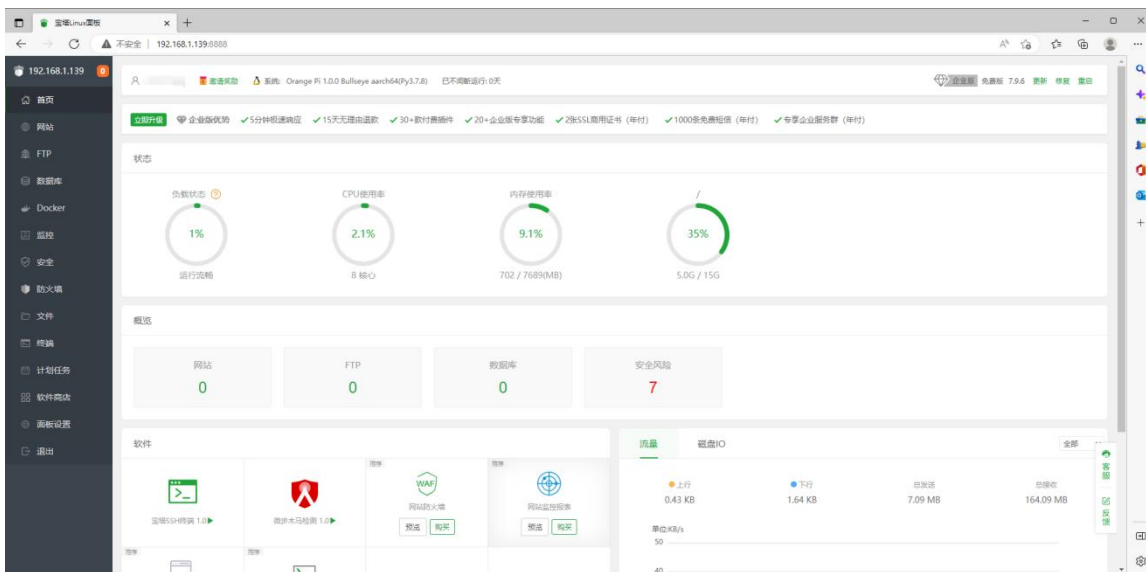 宝塔Linux面板
不安全 192.168.1.139:8888
192.168.1.139 0
邀请奖励 系统: Orange Pi 1.0.0 Bullseye aarch64(Py3.7.8) 已不间断运行: 0天 企业版 免费版 7.9.6 更新 修复 重启
首页
网站
FTP
数据库
Docker
监控
安全
防火墙
文件
终端
计划任务
软件商店
面板设置
退出
立即升级 企业版优势 5分钟极速响应 15天无理由退款 30+款付费插件 20+企业版专享功能 2张SSL商用证书（年付） 1000条免费短信（年付） 专享企业服务群（年付）
状态
负载状态 CPU使用率 内存使用率 /
1% 2.1% 9.1% 35%
运行流畅 8 核心 702 / 7689(MB) 5.0G / 15G
概览
网站 FTP 数据库 安全风险
0 0 0 7
软件
推荐 推荐
WAF
宝塔SSH终端 1.0 微步木马检测 1.0 网站防火墙 网站监控报表
预览 购买 预览 购买
推荐 推荐
流量 磁盘IO 全部
上行 下行 总发送 总接收
0.43 KB 1.64 KB 7.09 MB 164.09 MB
单位:KB/s
50
40
客服
反馈